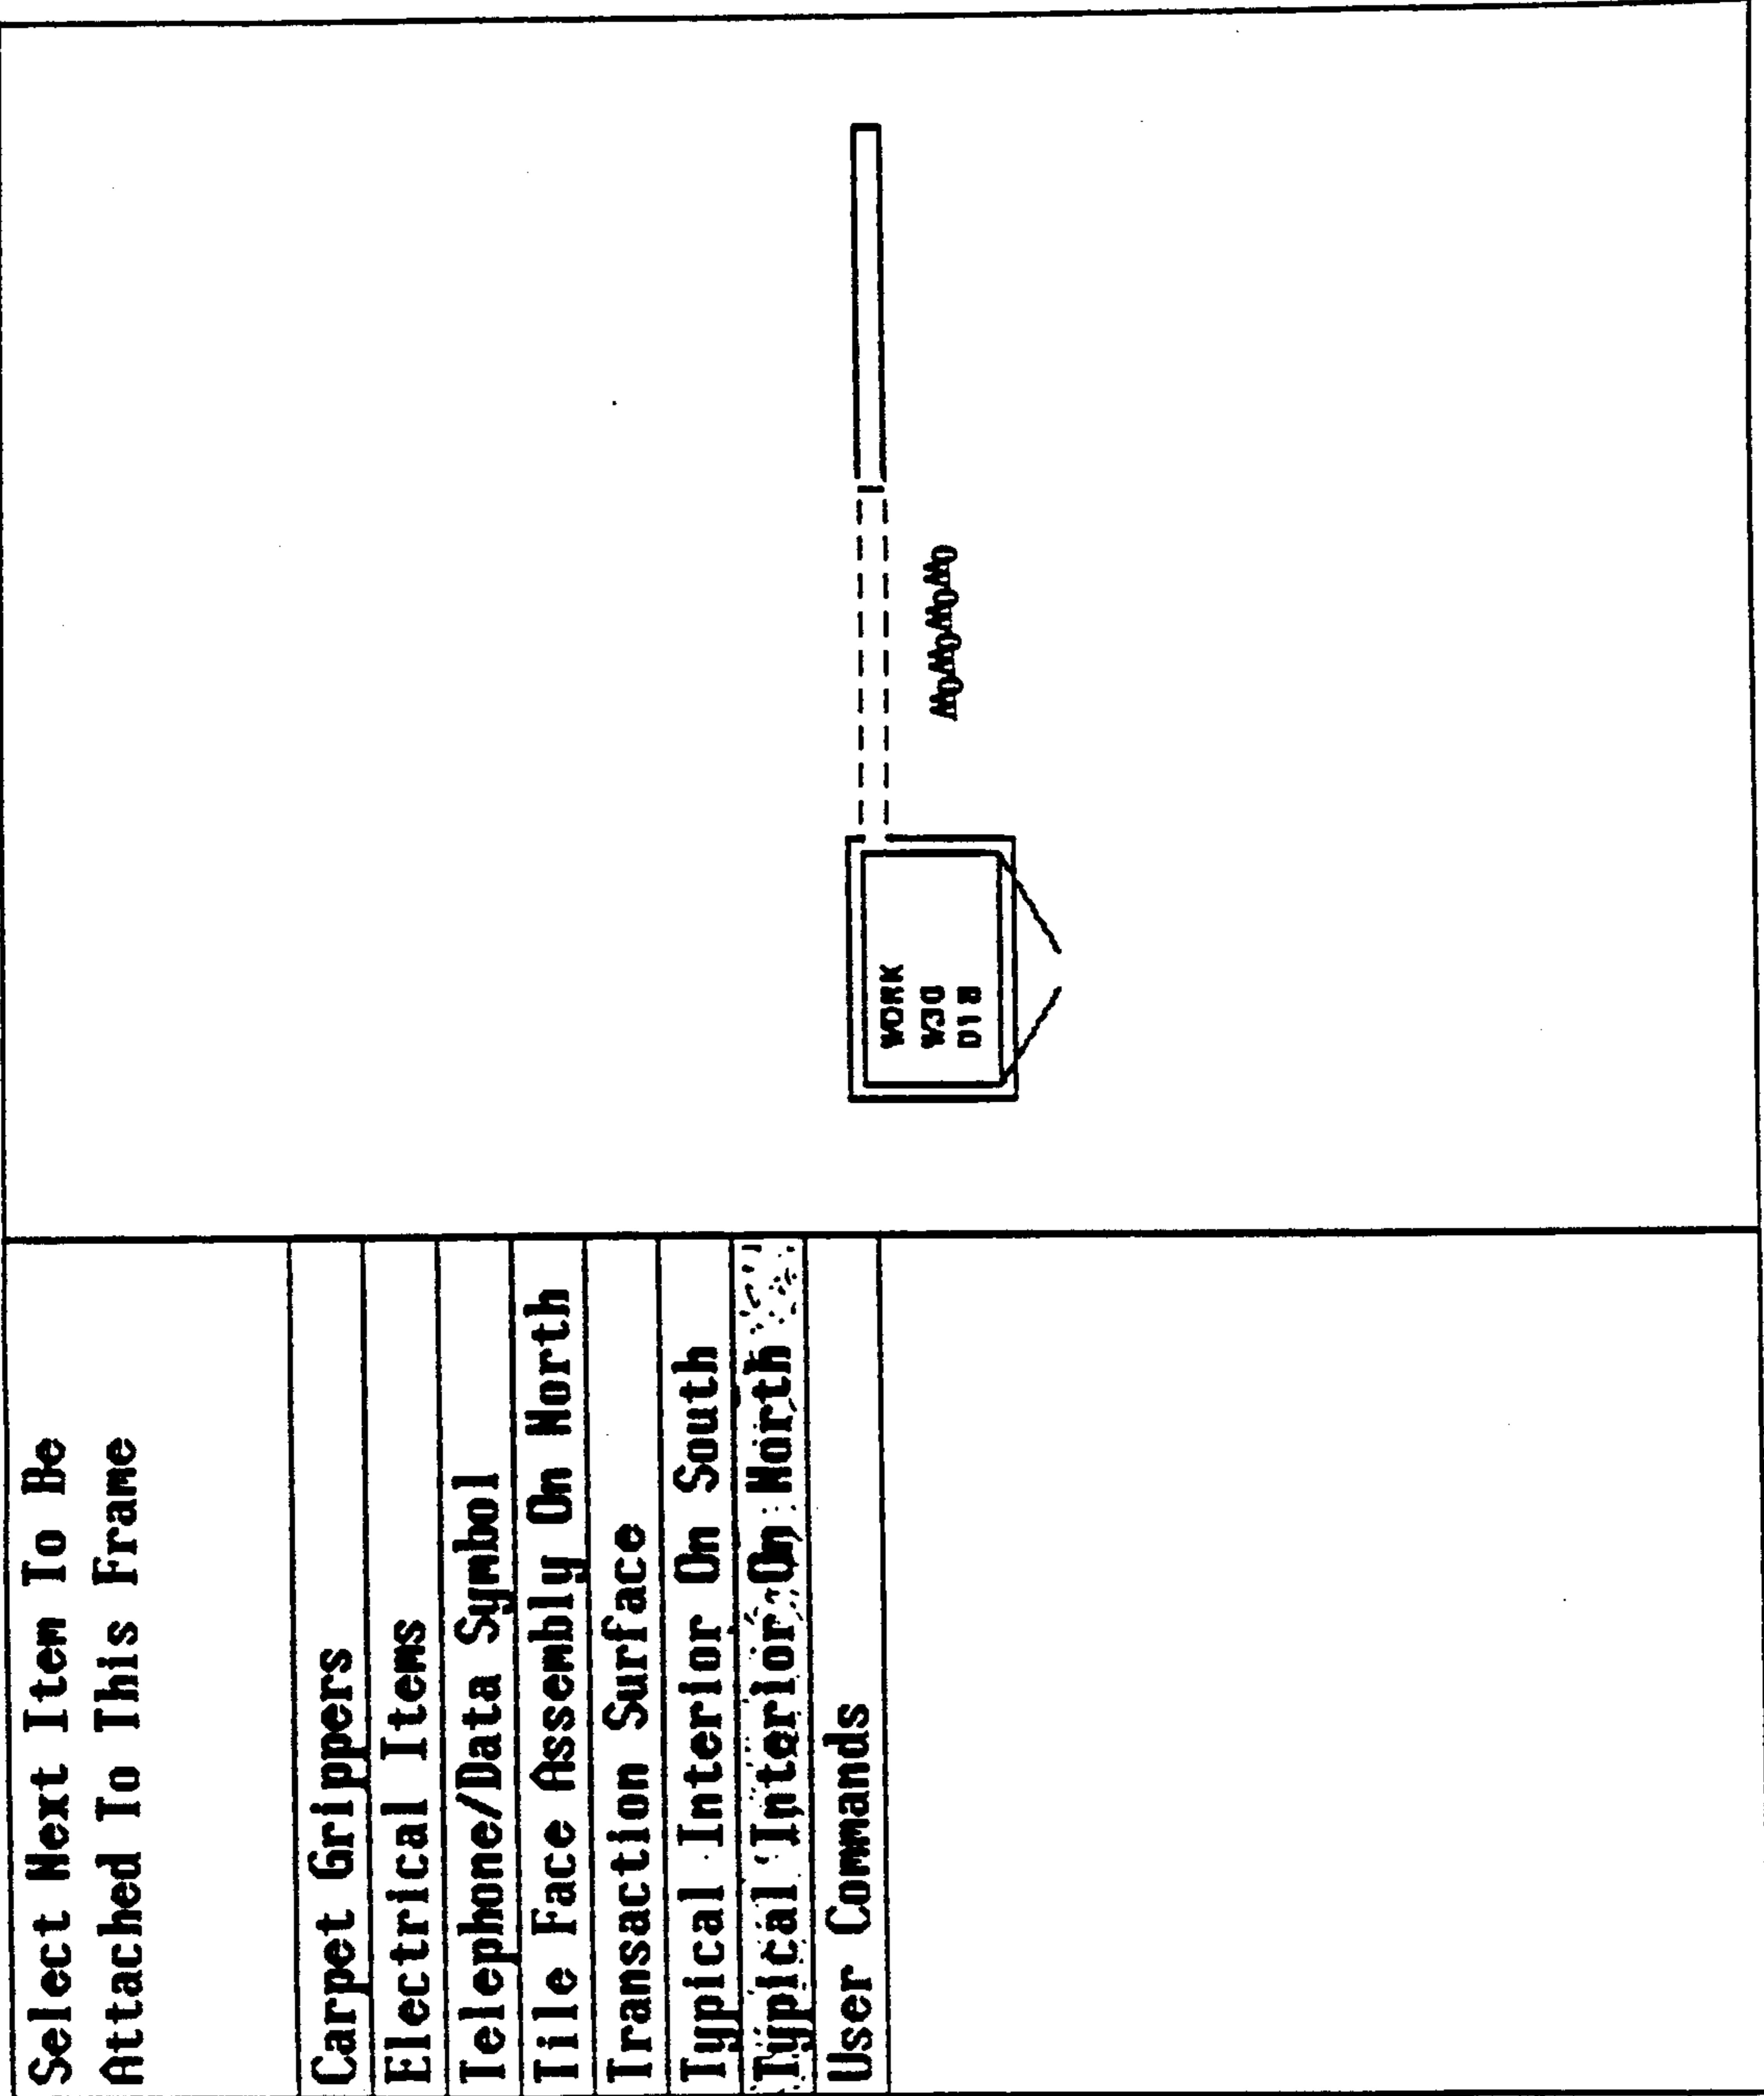 Select Next Item To Be
Attached To This Frame
Carpet Grippers
Electrical Items
Telephone/Data Symbol
Tile Face Assembly On North
Transaction Surface
Typical Interior On South
Typical Interior On North
User Commands
WORK
W30
D18